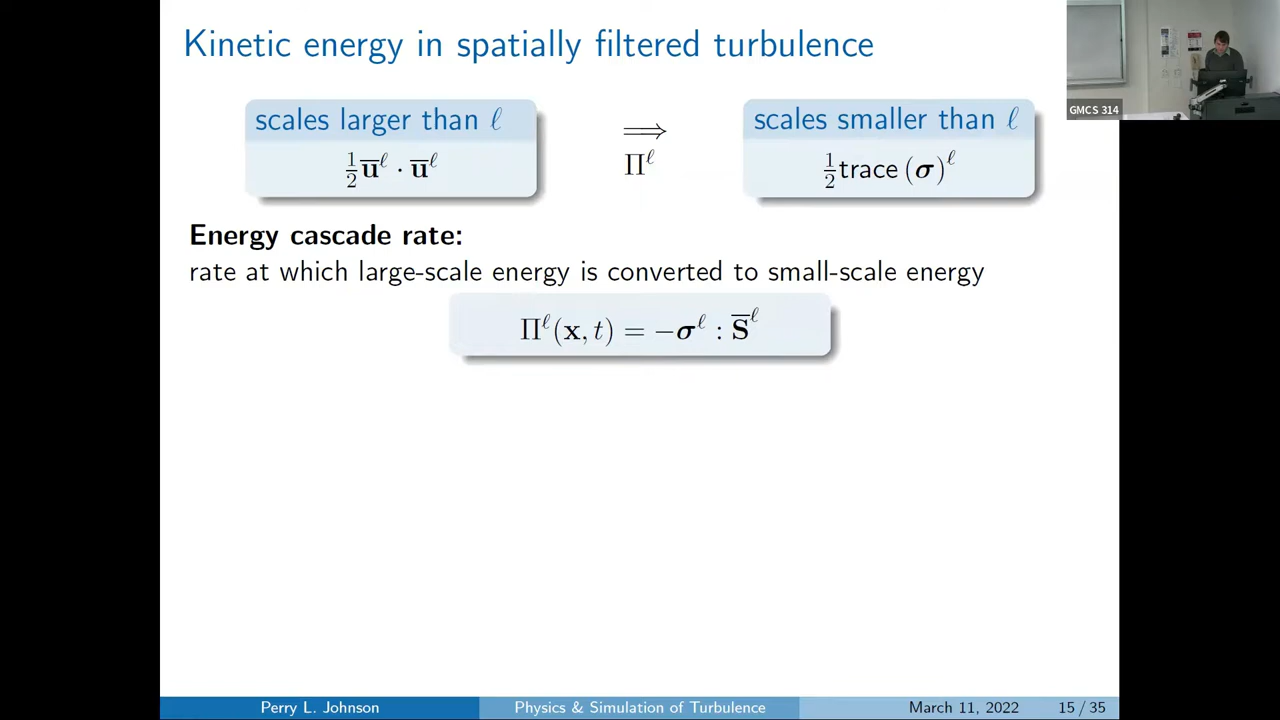 Kinetic energy in spatially filtered turbulence
GMCS 314
scales larger than ℓ
½ ū^ℓ · ū^ℓ
⟹
Π^ℓ
scales smaller than ℓ
½ trace (σ)^ℓ
Energy cascade rate:
rate at which large-scale energy is converted to small-scale energy
Π^ℓ(x, t) = −σ^ℓ : S̄^ℓ
Perry L. Johnson
Physics & Simulation of Turbulence
March 11, 2022
15 / 35